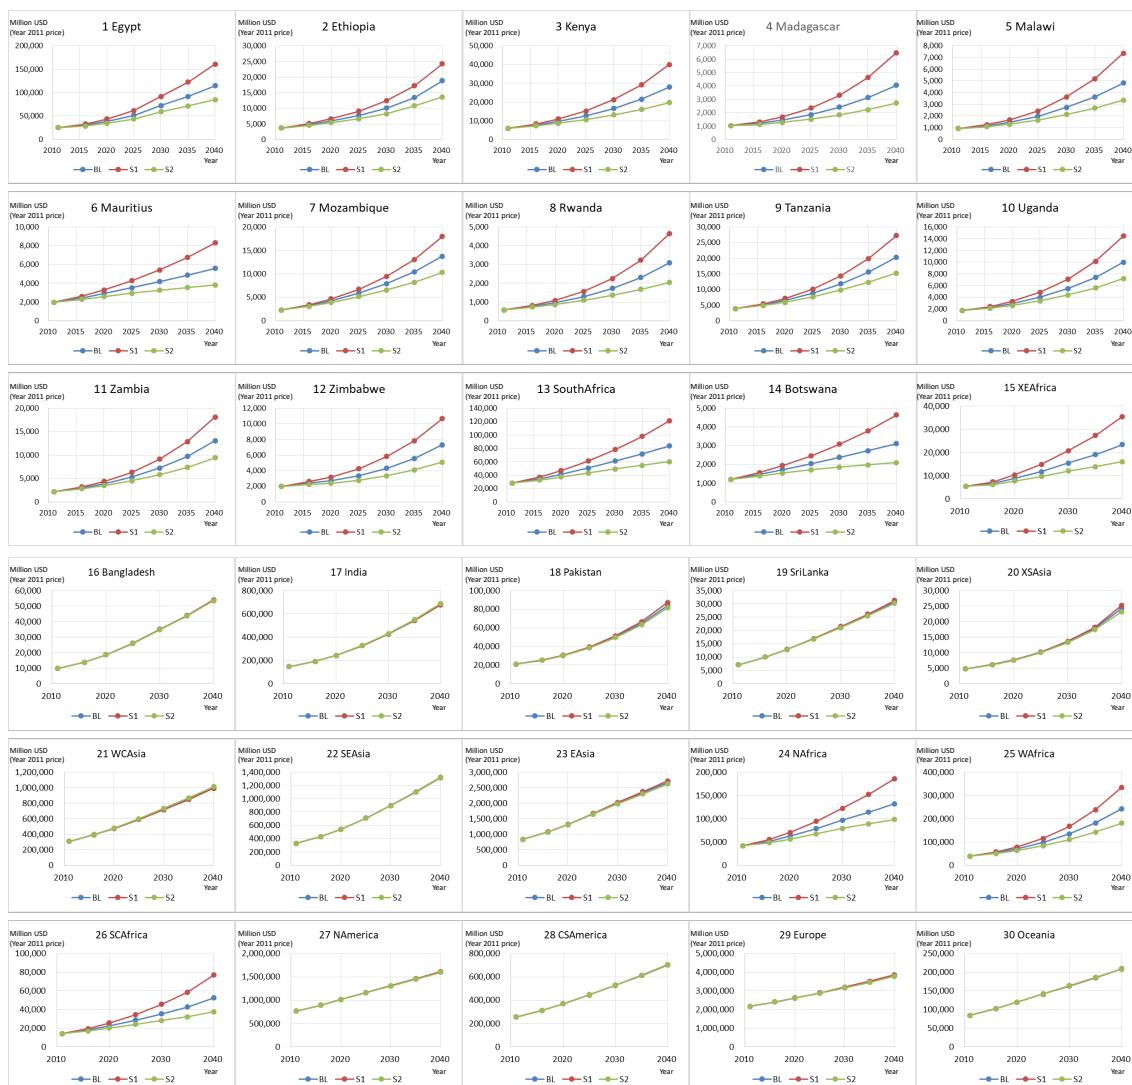 Million USD
(Year 2011 price)
1 Egypt
200,000
150,000
100,000
50,000
0
2010 2015 2020 2025 2030 2035 2040
Year
BL S1 S2
Million USD
(Year 2011 price)
2 Ethiopia
30,000
25,000
20,000
15,000
10,000
5,000
0
2010 2015 2020 2025 2030 2035 2040
Year
BL S1 S2
Million USD
(Year 2011 price)
3 Kenya
50,000
40,000
30,000
20,000
10,000
0
2010 2015 2020 2025 2030 2035 2040
Year
BL S1 S2
Million USD
(Year 2011 price)
4 Madagascar
7,000
6,000
5,000
4,000
3,000
2,000
1,000
0
2010 2015 2020 2025 2030 2035 2040
Year
BL S1 S2
Million USD
(Year 2011 price)
5 Malawi
8,000
7,000
6,000
5,000
4,000
3,000
2,000
1,000
0
2010 2015 2020 2025 2030 2035 2040
Year
BL S1 S2
Million USD
(Year 2011 price)
6 Mauritius
10,000
8,000
6,000
4,000
2,000
0
2010 2015 2020 2025 2030 2035 2040
Year
BL S1 S2
Million USD
(Year 2011 price)
7 Mozambique
20,000
15,000
10,000
5,000
0
2010 2015 2020 2025 2030 2035 2040
Year
BL S1 S2
Million USD
(Year 2011 price)
8 Rwanda
5,000
4,000
3,000
2,000
1,000
0
2010 2015 2020 2025 2030 2035 2040
Year
BL S1 S2
Million USD
(Year 2011 price)
9 Tanzania
30,000
25,000
20,000
15,000
10,000
5,000
0
2010 2015 2020 2025 2030 2035 2040
Year
BL S1 S2
Million USD
(Year 2011 price)
10 Uganda
16,000
14,000
12,000
10,000
8,000
6,000
4,000
2,000
0
2010 2015 2020 2025 2030 2035 2040
Year
BL S1 S2
Million USD
(Year 2011 price)
11 Zambia
20,000
15,000
10,000
5,000
0
2010 2015 2020 2025 2030 2035 2040
Year
BL S1 S2
Million USD
(Year 2011 price)
12 Zimbabwe
12,000
10,000
8,000
6,000
4,000
2,000
0
2010 2015 2020 2025 2030 2035 2040
Year
BL S1 S2
Million USD
(Year 2011 price)
13 SouthAfrica
140,000
120,000
100,000
80,000
60,000
40,000
20,000
0
2010 2015 2020 2025 2030 2035 2040
Year
BL S1 S2
Million USD
(Year 2011 price)
14 Botswana
5,000
4,000
3,000
2,000
1,000
0
2010 2015 2020 2025 2030 2035 2040
Year
BL S1 S2
Million USD
(Year 2011 price)
15 XEAfrica
40,000
30,000
20,000
10,000
0
2010 2020 2030 2040
Year
BL S1 S2
Million USD
(Year 2011 price)
16 Bangladesh
60,000
50,000
40,000
30,000
20,000
10,000
0
2010 2020 2030 2040
Year
BL S1 S2
Million USD
(Year 2011 price)
17 India
800,000
600,000
400,000
200,000
0
2010 2020 2030 2040
Year
BL S1 S2
Million USD
(Year 2011 price)
18 Pakistan
100,000
80,000
60,000
40,000
20,000
0
2010 2020 2030 2040
Year
BL S1 S2
Million USD
(Year 2011 price)
19 SriLanka
35,000
30,000
25,000
20,000
15,000
10,000
5,000
0
2010 2020 2030 2040
Year
BL S1 S2
Million USD
(Year 2011 price)
20 XSAsia
30,000
25,000
20,000
15,000
10,000
5,000
0
2010 2020 2030 2040
Year
BL S1 S2
Million USD
(Year 2011 price)
21 WCAsia
1,200,000
1,000,000
800,000
600,000
400,000
200,000
0
2010 2020 2030 2040
Year
BL S1 S2
Million USD
(Year 2011 price)
22 SEAsia
1,400,000
1,200,000
1,000,000
800,000
600,000
400,000
200,000
0
2010 2020 2030 2040
Year
BL S1 S2
Million USD
(Year 2011 price)
23 EAsia
3,000,000
2,500,000
2,000,000
1,500,000
1,000,000
500,000
0
2010 2020 2030 2040
Year
BL S1 S2
Million USD
(Year 2011 price)
24 NAfrica
200,000
150,000
100,000
50,000
0
2010 2020 2030 2040
Year
BL S1 S2
Million USD
(Year 2011 price)
25 WAfrica
400,000
300,000
200,000
100,000
0
2010 2020 2030 2040
Year
BL S1 S2
Million USD
(Year 2011 price)
26 SCAfrica
100,000
80,000
60,000
40,000
20,000
0
2010 2020 2030 2040
Year
BL S1 S2
Million USD
(Year 2011 price)
27 NAmerica
2,000,000
1,500,000
1,000,000
500,000
0
2010 2020 2030 2040
Year
BL S1 S2
Million USD
(Year 2011 price)
28 CSAmerica
800,000
600,000
400,000
200,000
0
2010 2020 2030 2040
Year
BL S1 S2
Million USD
(Year 2011 price)
29 Europe
5,000,000
4,000,000
3,000,000
2,000,000
1,000,000
0
2010 2020 2030 2040
Year
BL S1 S2
Million USD
(Year 2011 price)
30 Oceania
250,000
200,000
150,000
100,000
50,000
0
2010 2020 2030 2040
Year
BL S1 S2